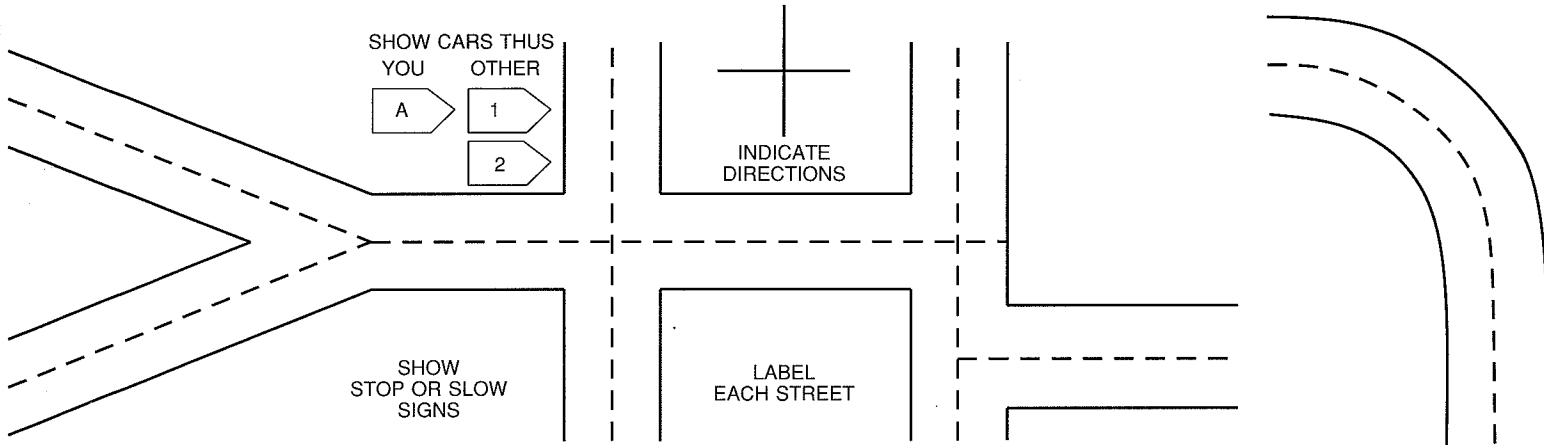 SHOW CARS THUS
YOU OTHER
A 1
2
INDICATE
DIRECTIONS
SHOW
STOP OR SLOW
SIGNS
LABEL
EACH STREET